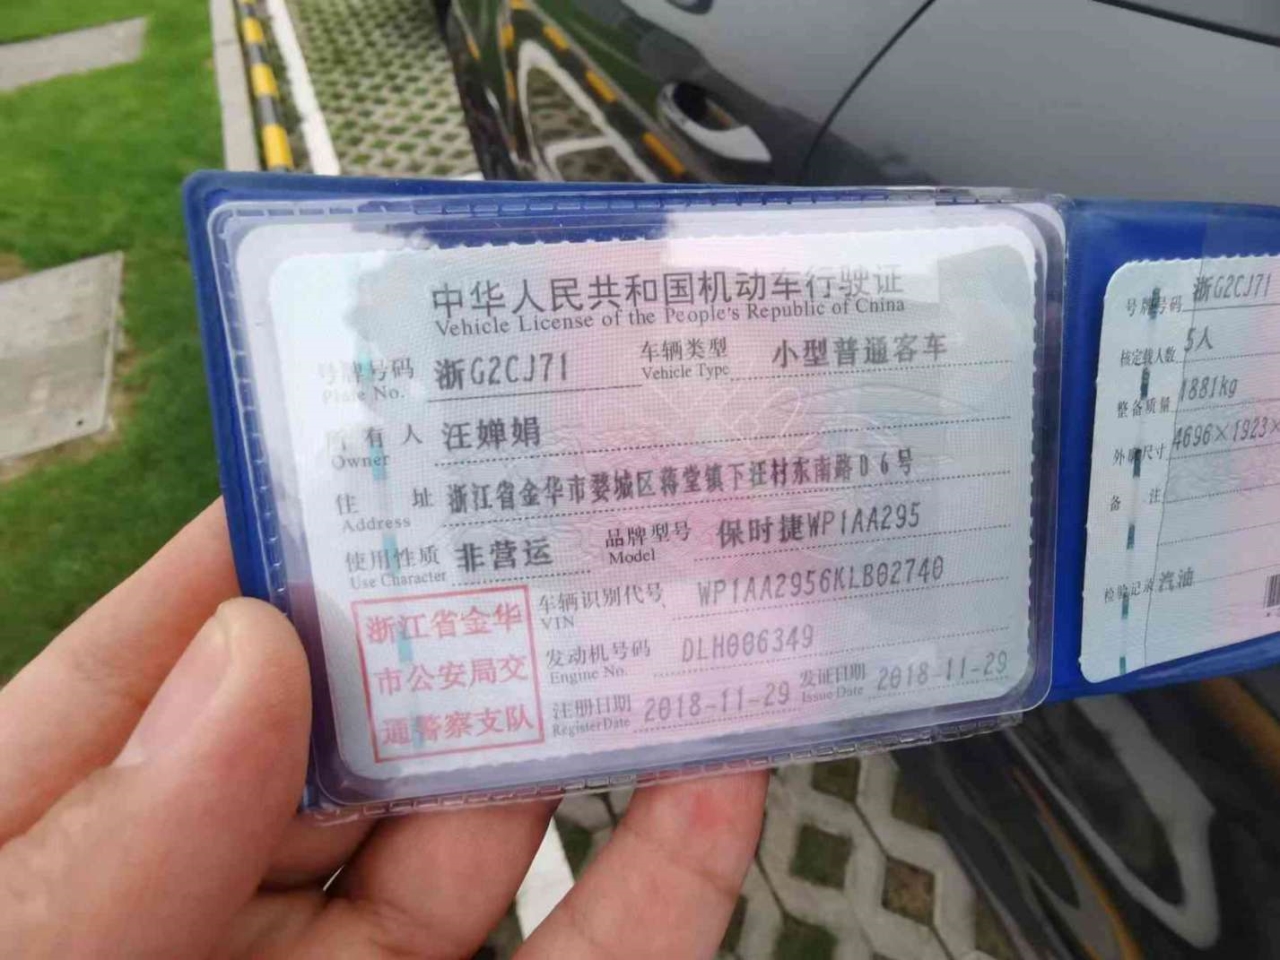 中华人民共和国机动车行驶证
Vehicle License of the People's Republic of China
号牌号码 浙G2CJ71 车辆类型 小型普通客车
Plate No. Vehicle Type
所有人 汪婵娟
Owner
住址 浙江省金华市婺城区蒋堂镇下汪村东南路D6号
Address
使用性质 非营运 品牌型号 保时捷WP1AA295
Use Character Model
浙江省金华
市公安局交
通警察支队
车辆识别代号 WP1AA2956KLB02740
VIN
发动机号码 DLH006349
Engine No.
注册日期 2018-11-29 发证日期 2018-11-29
Register Date Issue Date
号牌号码 浙G2CJ71
核定载人数 5人
整备质量 1881kg
外廓尺寸 4696×1923×
备注
检验记录 汽油